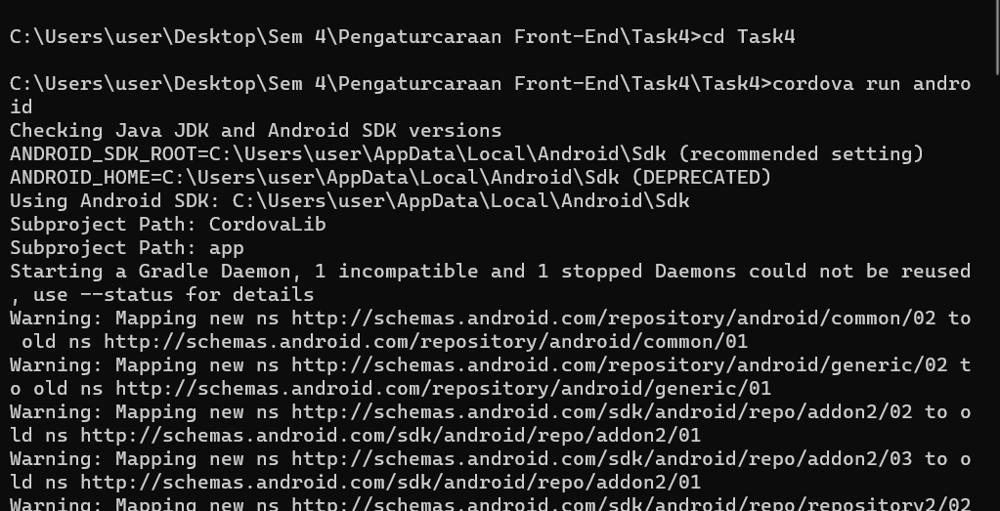 C:\Users\user\Desktop\Sem 4\Pengaturcaraan Front-End\Task4>cd Task4
C:\Users\user\Desktop\Sem 4\Pengaturcaraan Front-End\Task4\Task4>cordova run andro
id
Checking Java JDK and Android SDK versions
ANDROID_SDK_ROOT=C:\Users\user\AppData\Local\Android\Sdk (recommended setting)
ANDROID_HOME=C:\Users\user\AppData\Local\Android\Sdk (DEPRECATED)
Using Android SDK: C:\Users\user\AppData\Local\Android\Sdk
Subproject Path: CordovaLib
Subproject Path: app
Starting a Gradle Daemon, 1 incompatible and 1 stopped Daemons could not be reused
, use --status for details
Warning: Mapping new ns http://schemas.android.com/repository/android/common/02 to
 old ns http://schemas.android.com/repository/android/common/01
Warning: Mapping new ns http://schemas.android.com/repository/android/generic/02 t
o old ns http://schemas.android.com/repository/android/generic/01
Warning: Mapping new ns http://schemas.android.com/sdk/android/repo/addon2/02 to o
ld ns http://schemas.android.com/sdk/android/repo/addon2/01
Warning: Mapping new ns http://schemas.android.com/sdk/android/repo/addon2/03 to o
ld ns http://schemas.android.com/sdk/android/repo/addon2/01
Warning: Mapping new ns http://schemas.android.com/sdk/android/repo/repository2/02